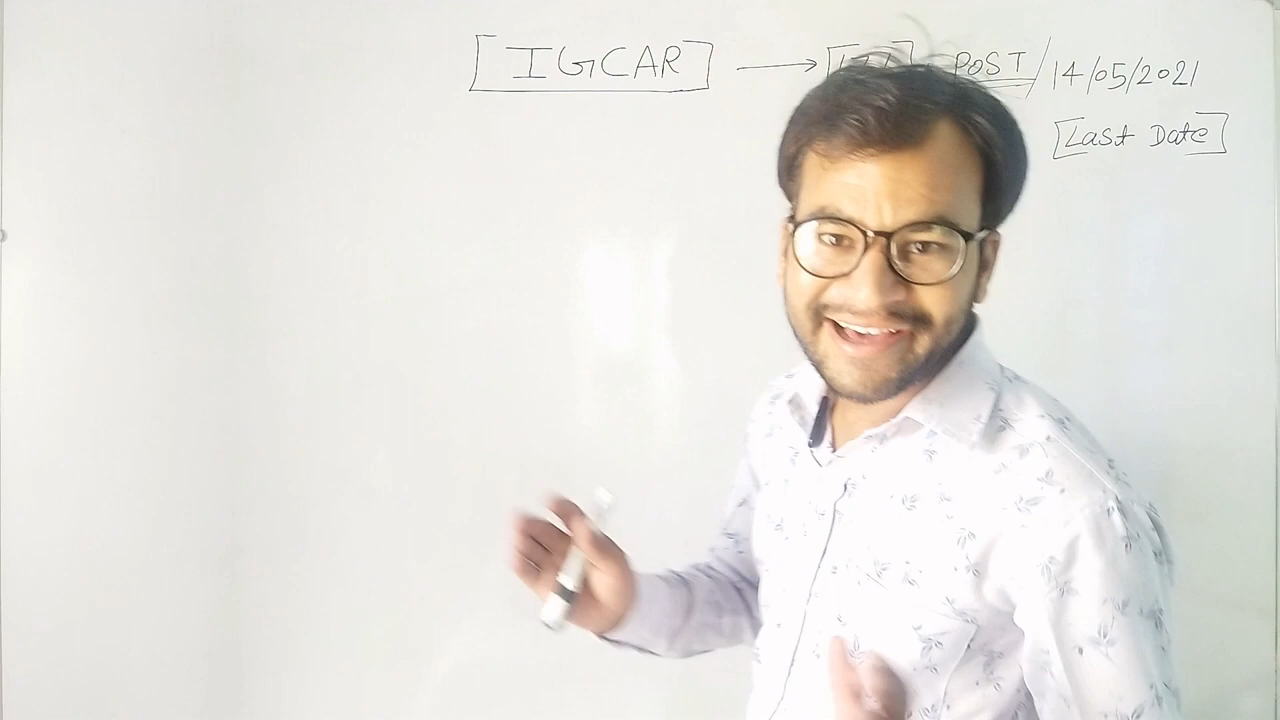 [IGCAR] → POST / 14/05/2021
[Last Date]